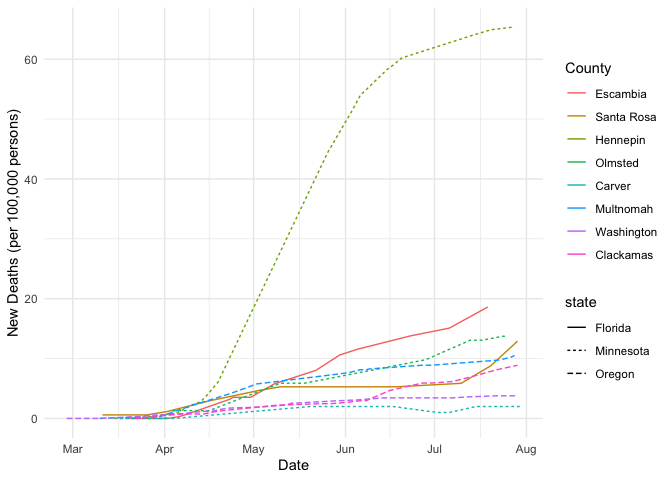 New Deaths (per 100,000 persons)
60
40
20
0
Mar
Apr
May
Jun
Jul
Aug
Date
County
Escambia
Santa Rosa
Hennepin
Olmsted
Carver
Multnomah
Washington
Clackamas
state
Florida
Minnesota
Oregon